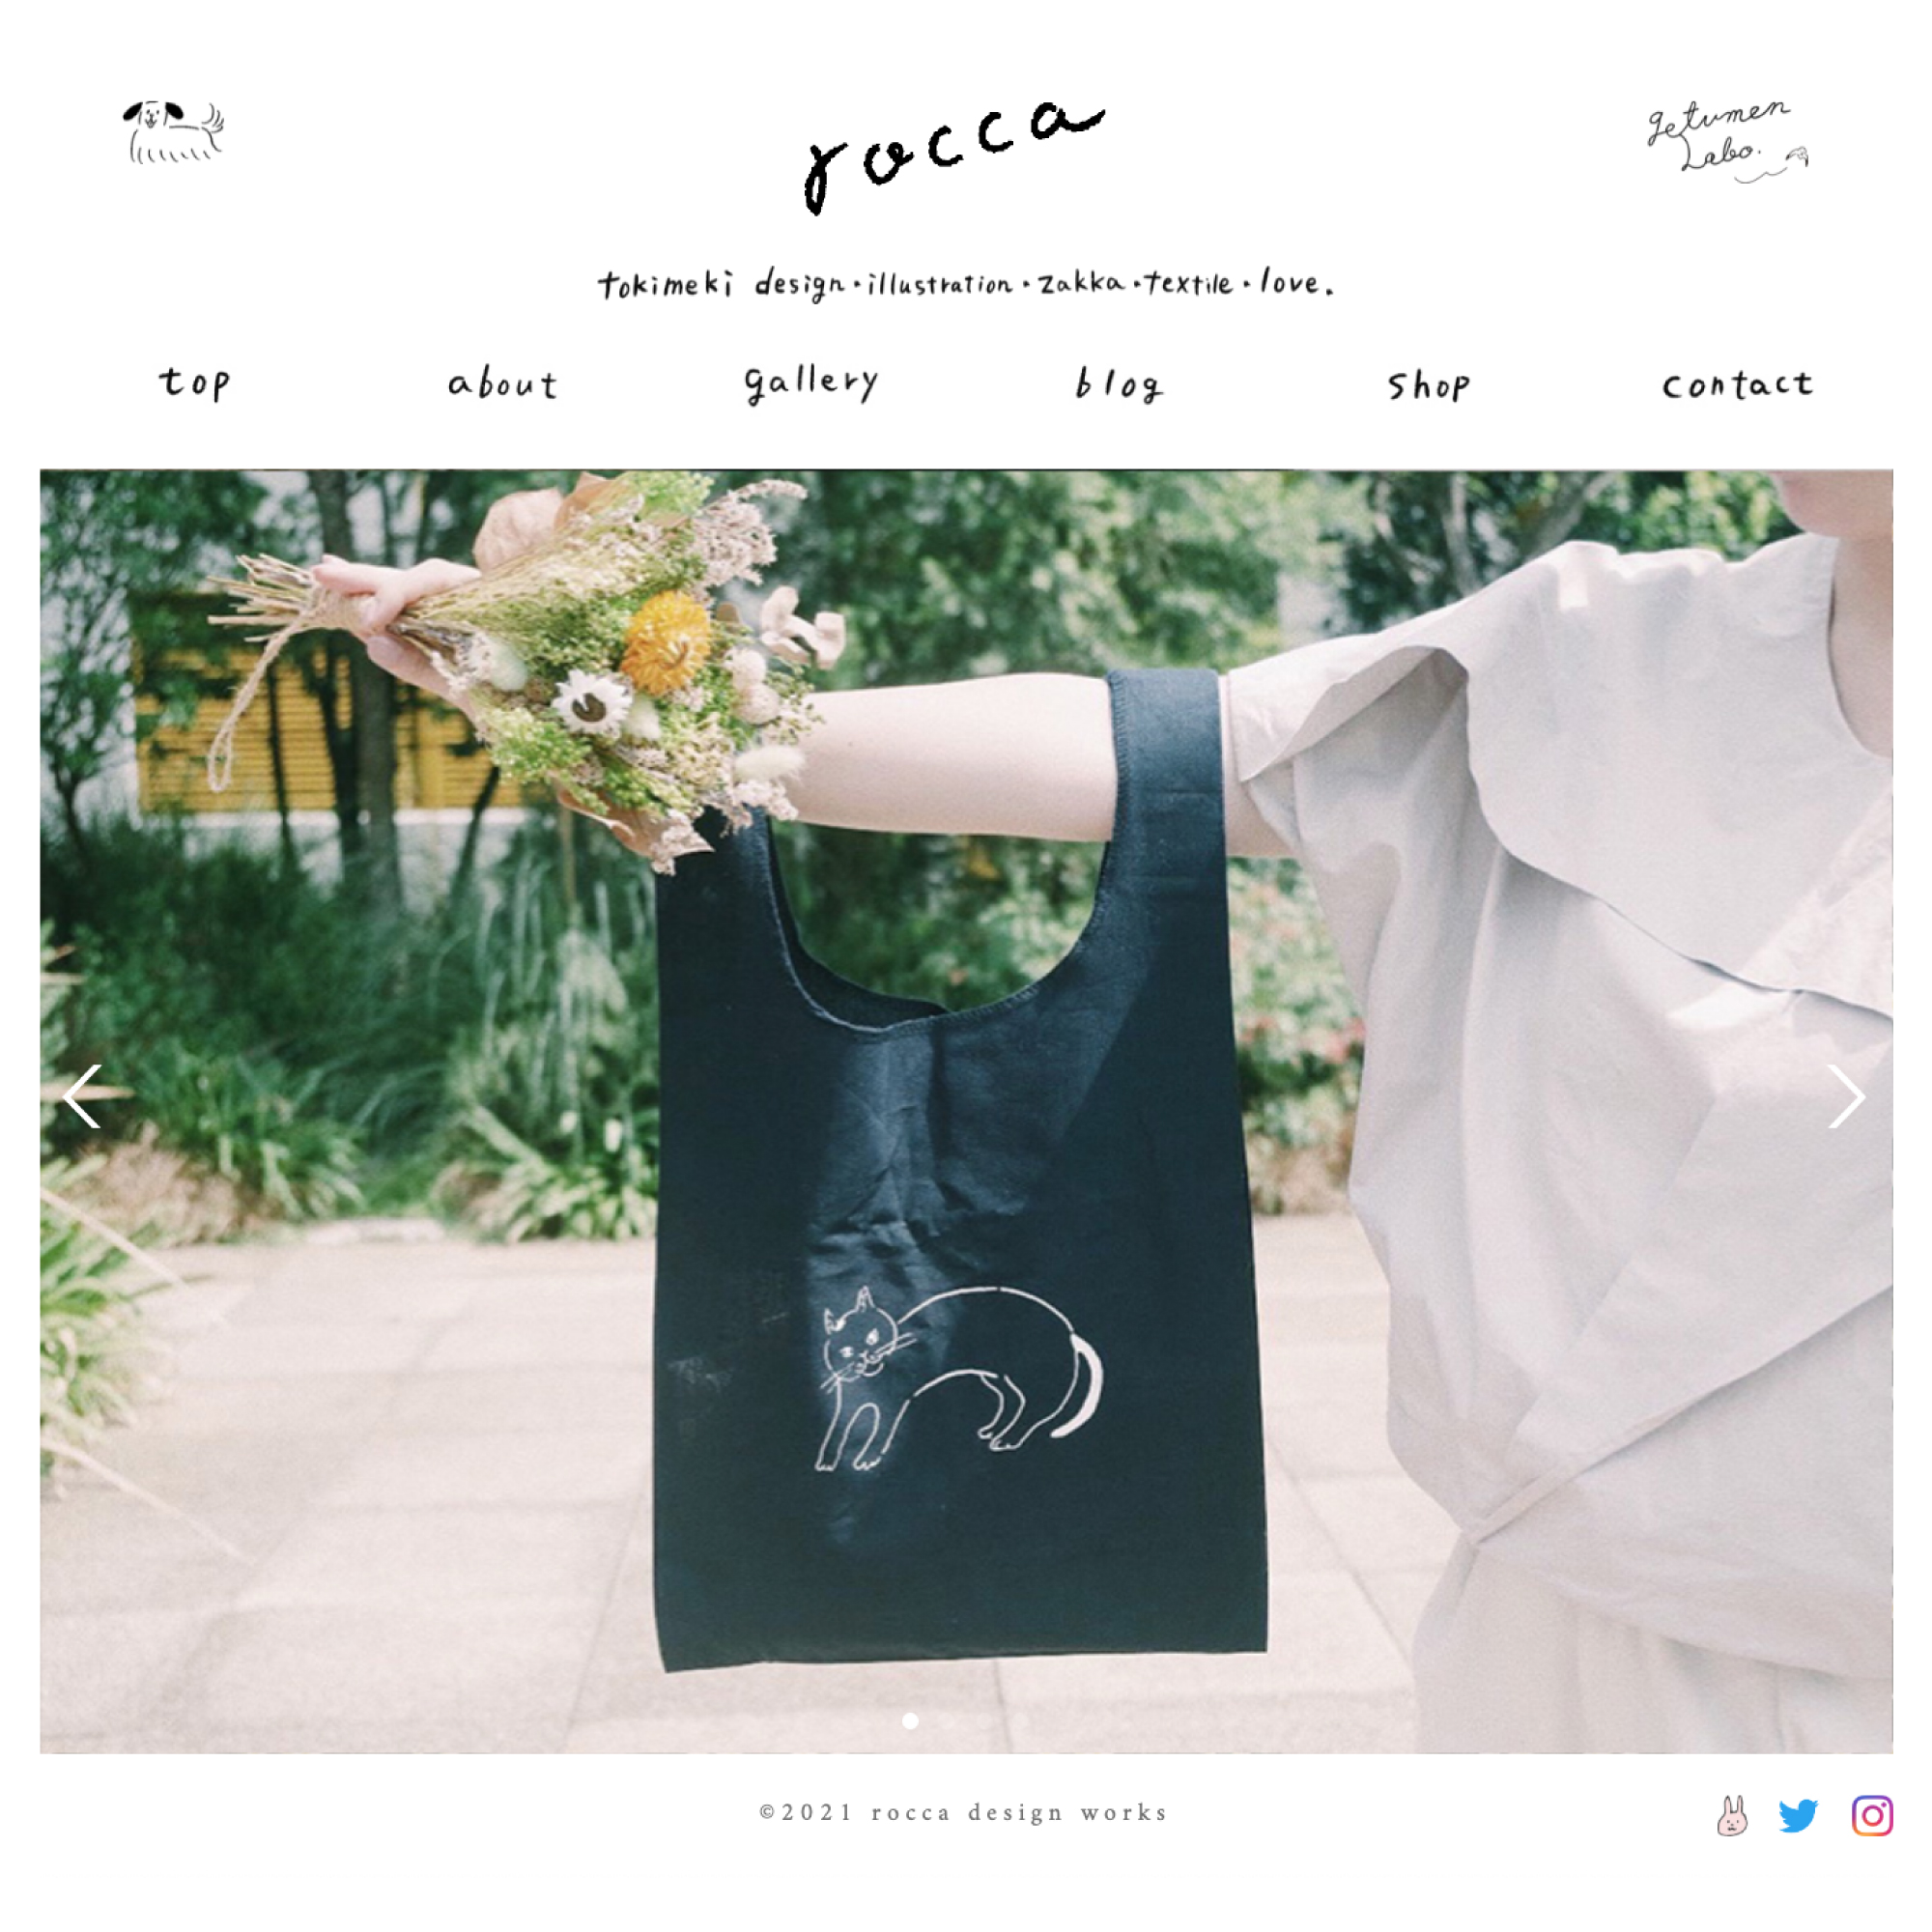 rocca
getumen
Labo.
tokimeki design・illustration・zakka・textile・love.
top about gallery blog shop contact
©2021 rocca design works